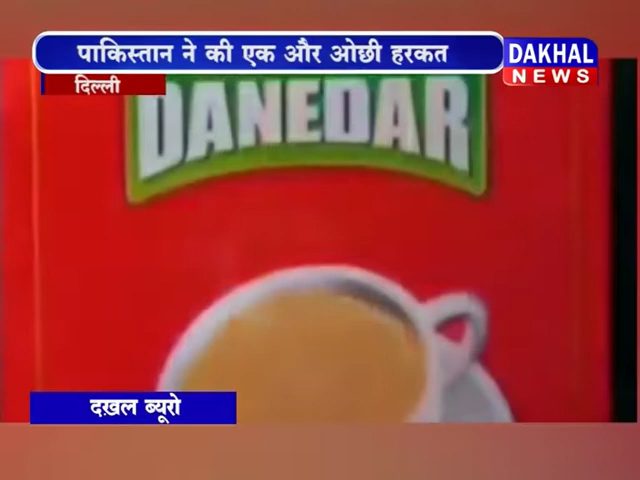 पाकिस्तान ने की एक और ओछी हरकत
DAKHAL
NEWS
दिल्ली
DANEDAR
दख़ल ब्यूरो